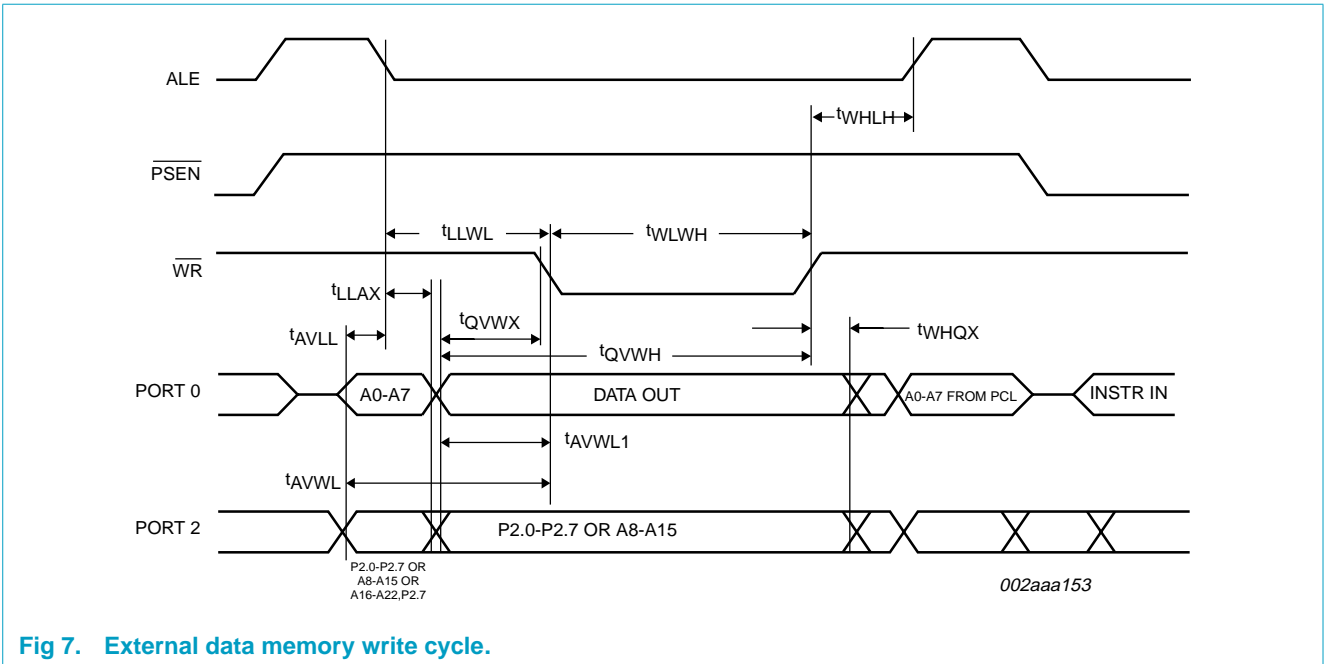 ALE
tWHLH
PSEN
tLLWL
tWLWH
WR
tLLAX
tQVWX
tWHQX
tAVLL
tQVWH
PORT 0
A0-A7
DATA OUT
A0-A7 FROM PCL
INSTR IN
tAVWL1
tAVWL
PORT 2
P2.0-P2.7 OR A8-A15
P2.0-P2.7 OR
A8-A15 OR
A16-A22,P2.7
002aaa153
Fig 7. External data memory write cycle.